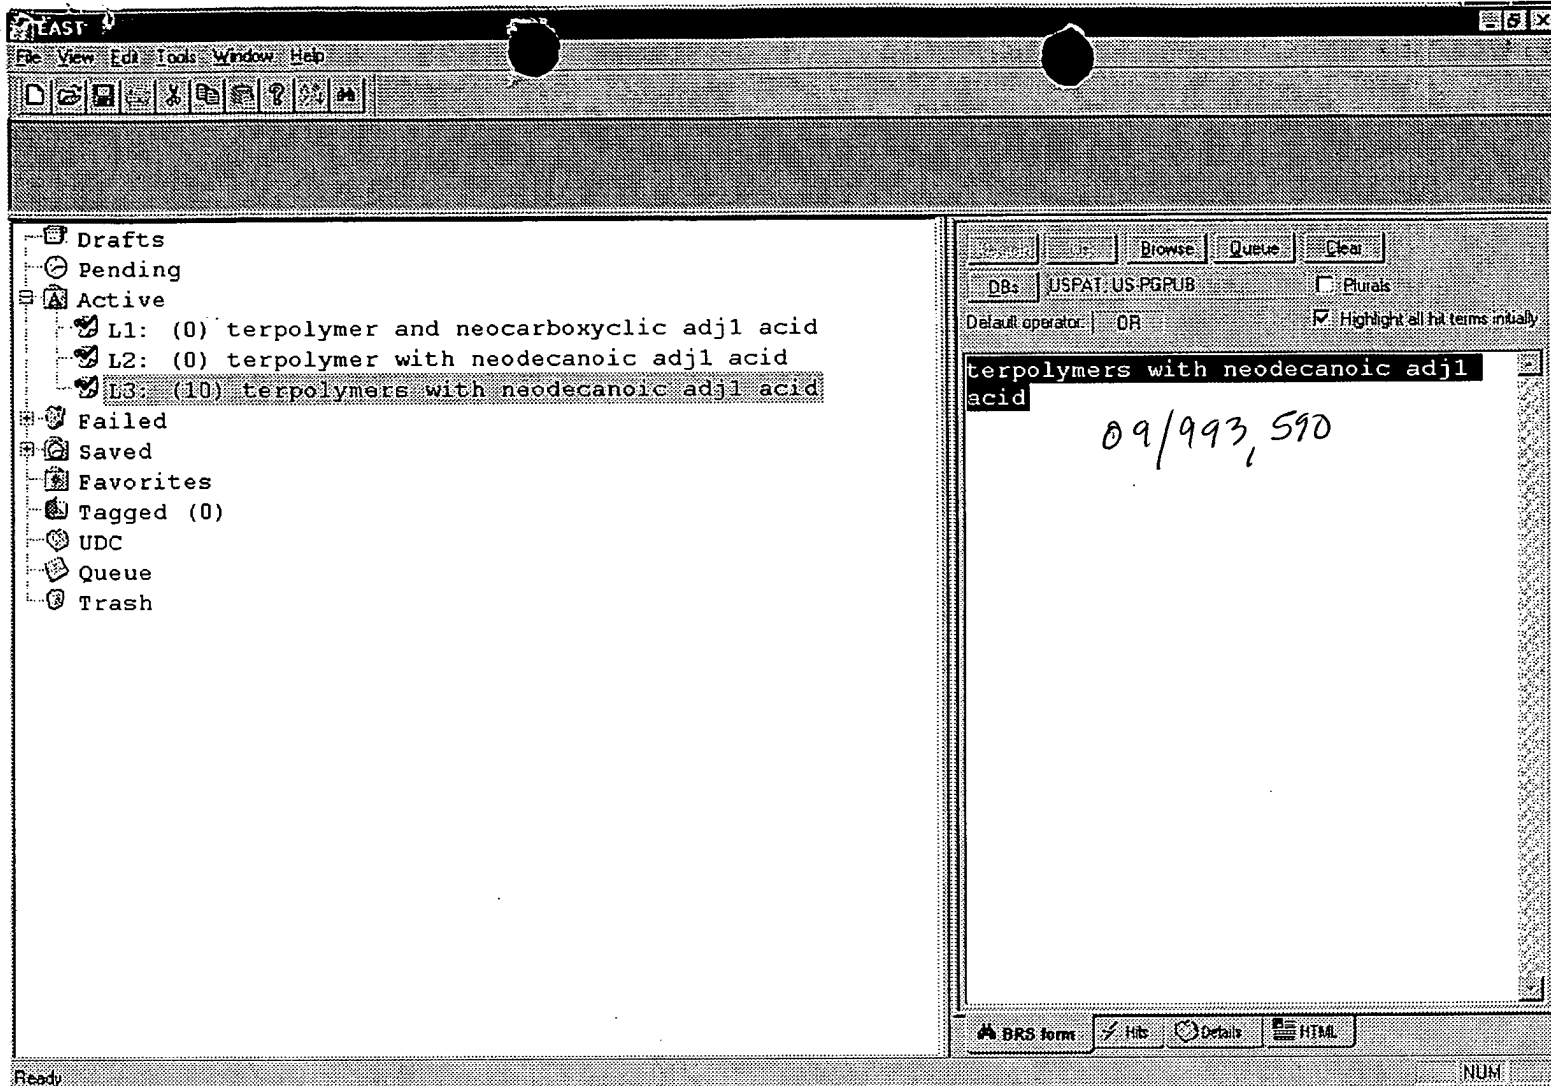 EAST
File View Edit Tools Window Help
Drafts
Pending
Active
L1: (0) terpolymer and neocarboxyclic adj1 acid
L2: (0) terpolymer with neodecanoic adj1 acid
L3: (10) terpolymers with neodecanoic adj1 acid
Failed
Saved
Favorites
Tagged (0)
UDC
Queue
Trash
Browse Queue Clear
DBs USPAT US-PGPUB Plurals
Default operator: OR Highlight all hit terms initially
terpolymers with neodecanoic adj1
acid
09/993,590
BRS form Hits Details HTML
Ready NUM